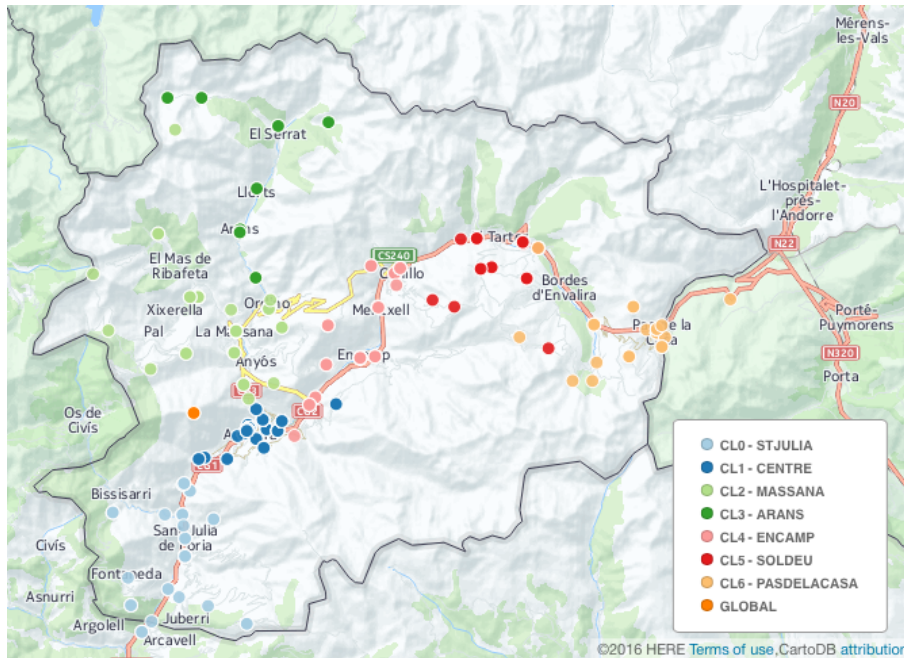 Mérens-
les-Vals
N20
El Serrat
L'Hospitalet-
près-
l'Andorre
Llorts
N22
CS240
El Mas de
Ribafeta
Bordes
d'Envalira
Xixerella
Porté-
Puymorens
Pal
La Massana
N320
Anyós
Porta
Os de
Civís
CL0 - STJULIA
CL1 - CENTRE
Bissisarri
CL2 - MASSANA
CL3 - ARANS
CL4 - ENCAMP
Civís
CL5 - SOLDEU
CL6 - PASDELACASA
Asnurri
GLOBAL
Juberri
Argolell
Arcavell
©2016 HERE Terms of use,CartoDB attribution